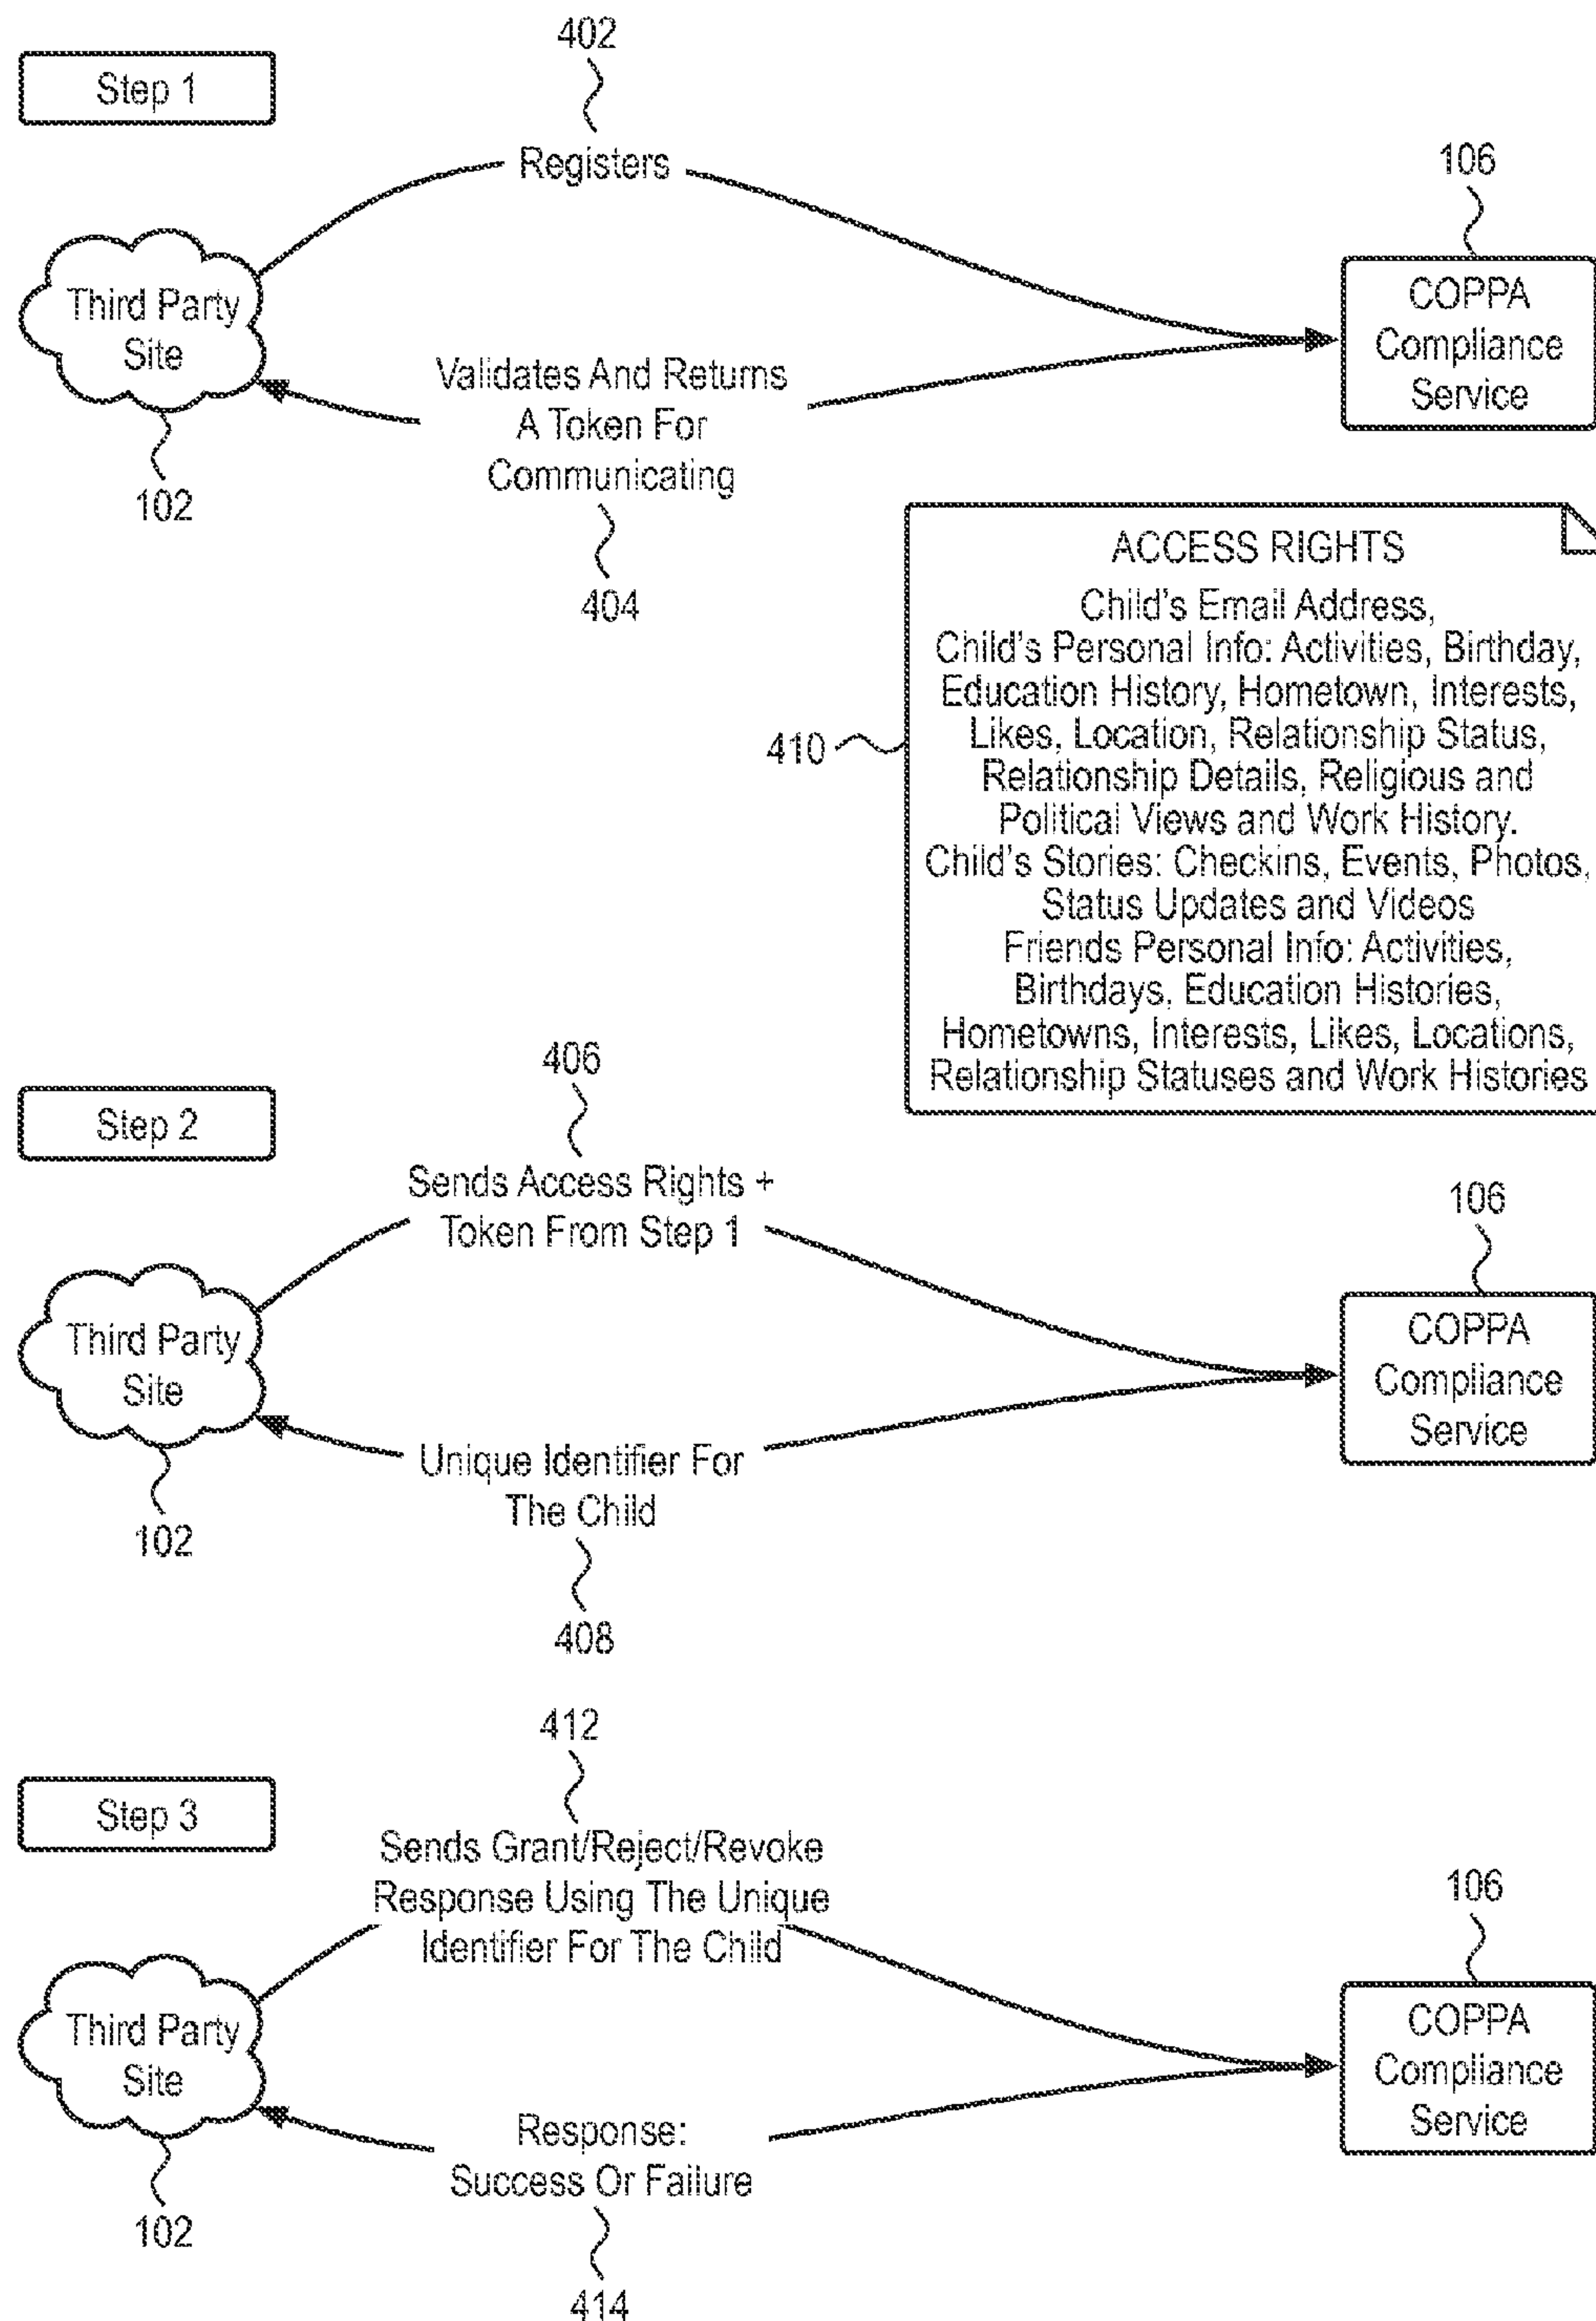 402
Step 1
Registers
106
Third Party
Site
COPPA
Compliance
Service
Validates And Returns
A Token For
Communicating
102
404
ACCESS RIGHTS
Child's Email Address,
Child's Personal Info: Activities, Birthday,
Education History, Hometown, Interests,
Likes, Location, Relationship Status,
410
Relationship Details, Religious and
Political Views and Work History.
Child's Stories: Checkins, Events, Photos,
Status Updates and Videos
Friends Personal Info: Activities,
Birthdays, Education Histories,
Hometowns, Interests, Likes, Locations,
Relationship Statuses and Work Histories
406
Step 2
Sends Access Rights +
Token From Step 1
106
Third Party
Site
COPPA
Compliance
Service
Unique Identifier For
The Child
102
408
412
Step 3
Sends Grant/Reject/Revoke
Response Using The Unique
Identifier For The Child
106
Third Party
Site
COPPA
Compliance
Service
Response:
Success Or Failure
102
414